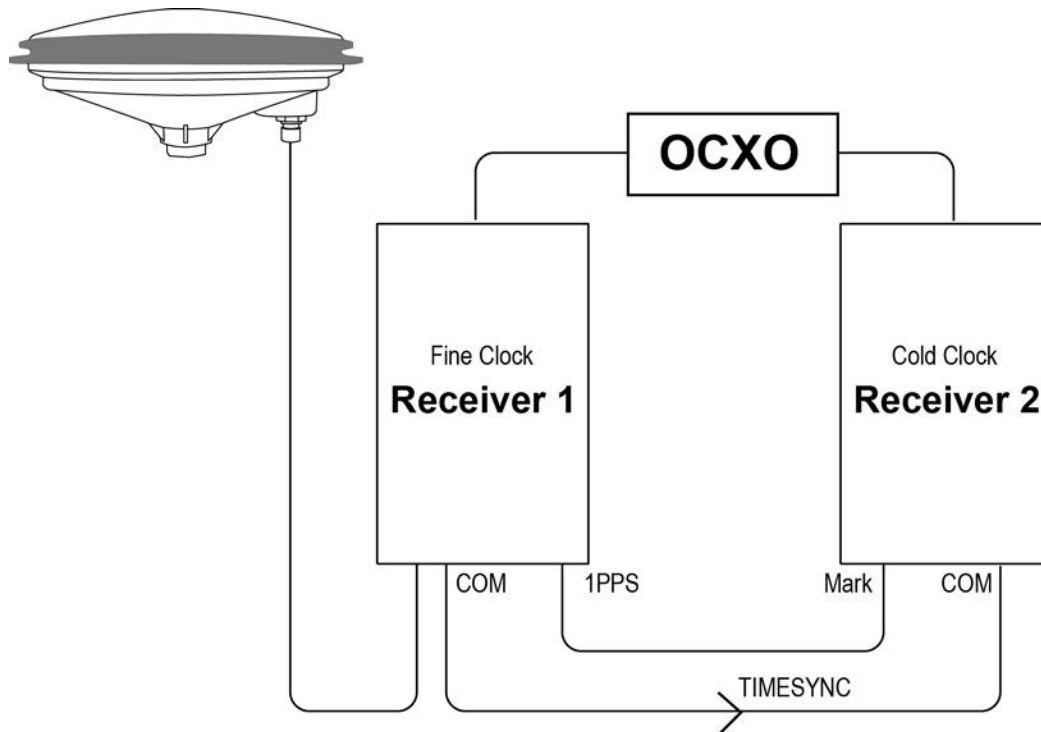 OCXO
Fine Clock
Receiver 1
Cold Clock
Receiver 2
COM
1PPS
Mark
COM
TIMESYNC